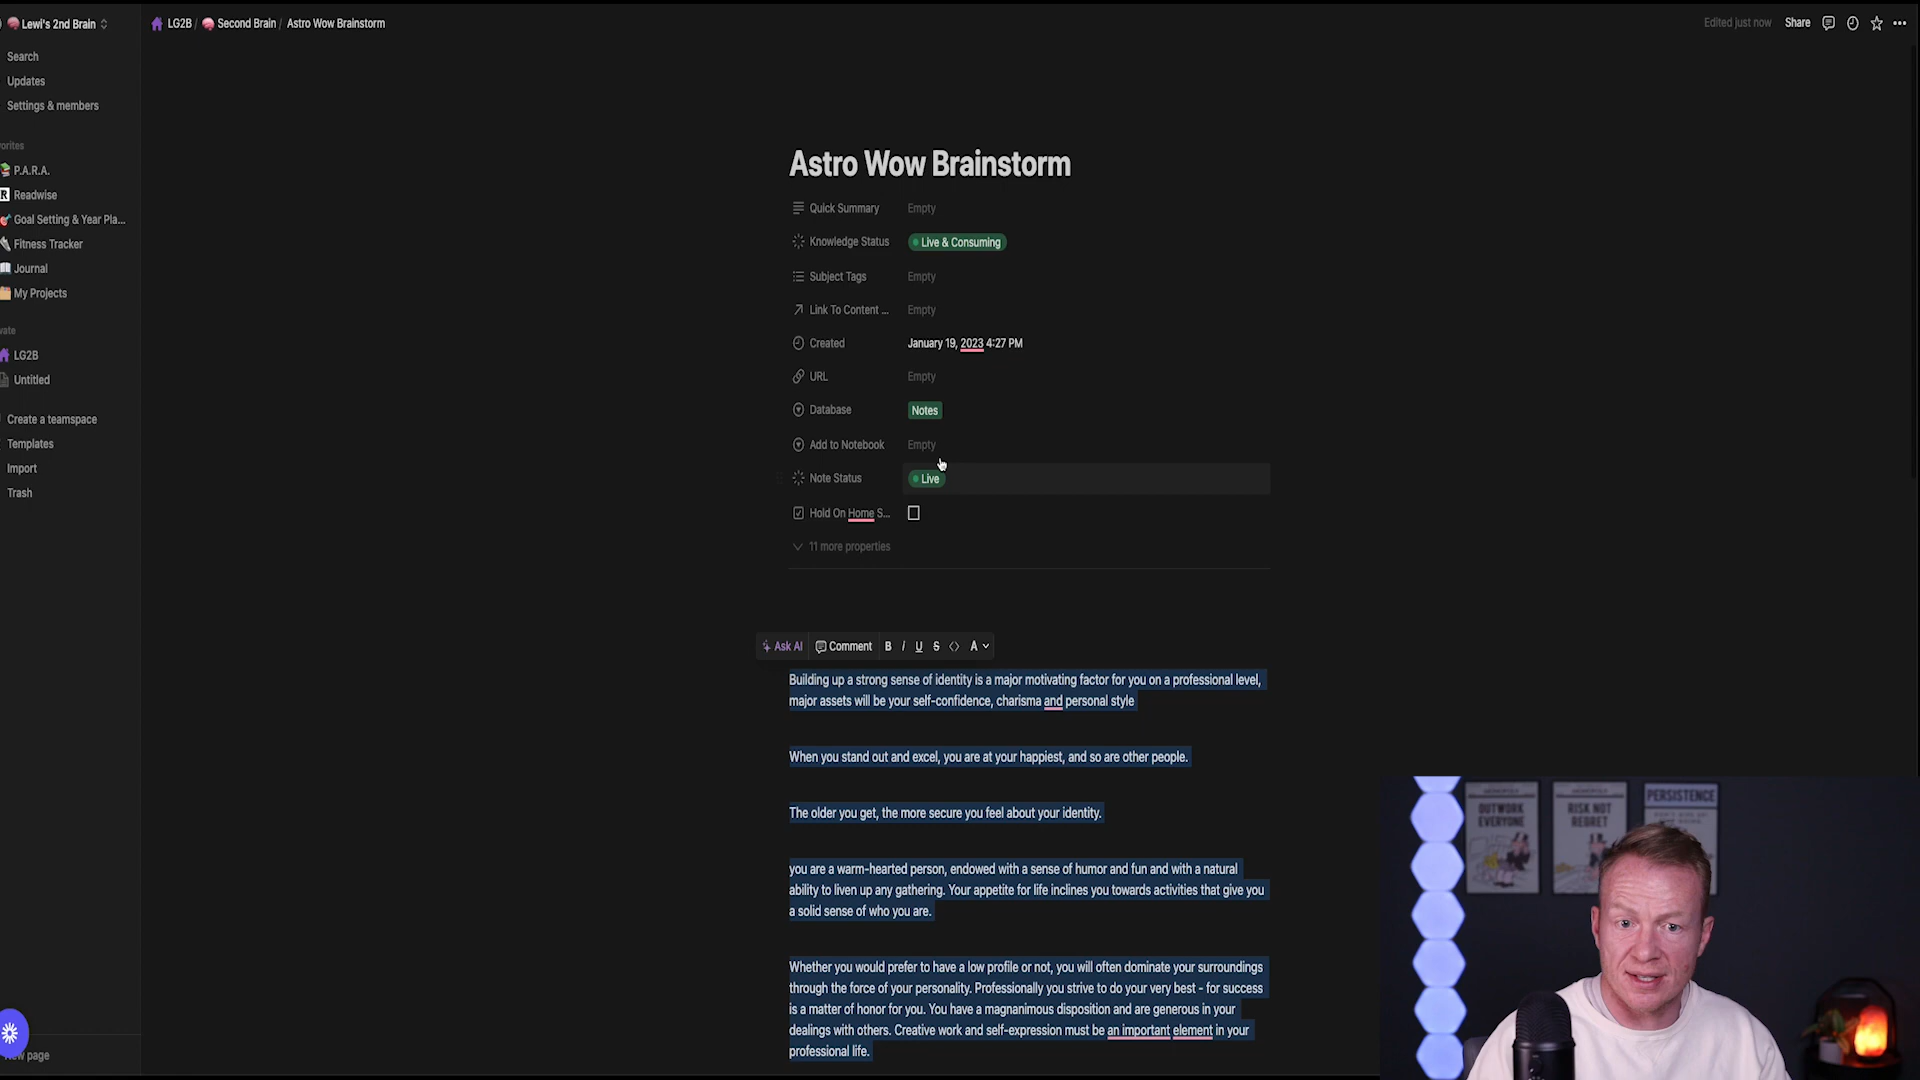 Lewi's 2nd Brain
LG2B / Second Brain / Astro Wow Brainstorm
Edited just now
Share
Search
Updates
Settings & members
orites
P.A.R.A.
Readwise
Goal Setting & Year Pla...
Fitness Tracker
Journal
My Projects
vate
LG2B
Untitled
Create a teamspace
Templates
Import
Trash
ew page
Astro Wow Brainstorm
Quick Summary Empty
Knowledge Status Live & Consuming
Subject Tags Empty
Link To Content ... Empty
Created January 19, 2023 4:27 PM
URL Empty
Database Notes
Add to Notebook Empty
Note Status Live
Hold On Home S...
11 more properties
Ask AI Comment B i U S <> A
Building up a strong sense of identity is a major motivating factor for you on a professional level,
major assets will be your self-confidence, charisma and personal style
When you stand out and excel, you are at your happiest, and so are other people.
The older you get, the more secure you feel about your identity.
you are a warm-hearted person, endowed with a sense of humor and fun and with a natural
ability to liven up any gathering. Your appetite for life inclines you towards activities that give you
a solid sense of who you are.
Whether you would prefer to have a low profile or not, you will often dominate your surroundings
through the force of your personality. Professionally you strive to do your very best - for success
is a matter of honor for you. You have a magnanimous disposition and are generous in your
dealings with others. Creative work and self-expression must be an important element in your
professional life.
OUTWORK
EVERYONE
RISK NOT
REGRET
PERSISTENCE